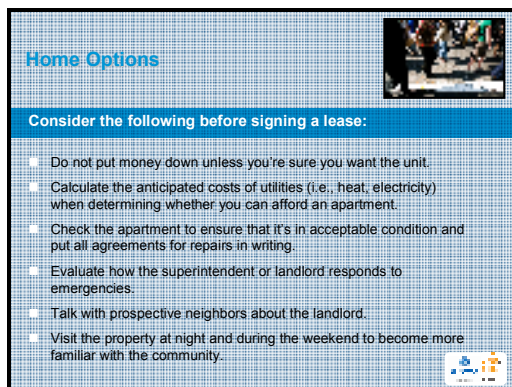 Home Options
Consider the following before signing a lease:
Do not put money down unless you're sure you want the unit.
Calculate the anticipated costs of utilities (i.e., heat, electricity)
when determining whether you can afford an apartment.
Check the apartment to ensure that it's in acceptable condition and
put all agreements for repairs in writing.
Evaluate how the superintendent or landlord responds to
emergencies.
Talk with prospective neighbors about the landlord.
Visit the property at night and during the weekend to become more
familiar with the community.